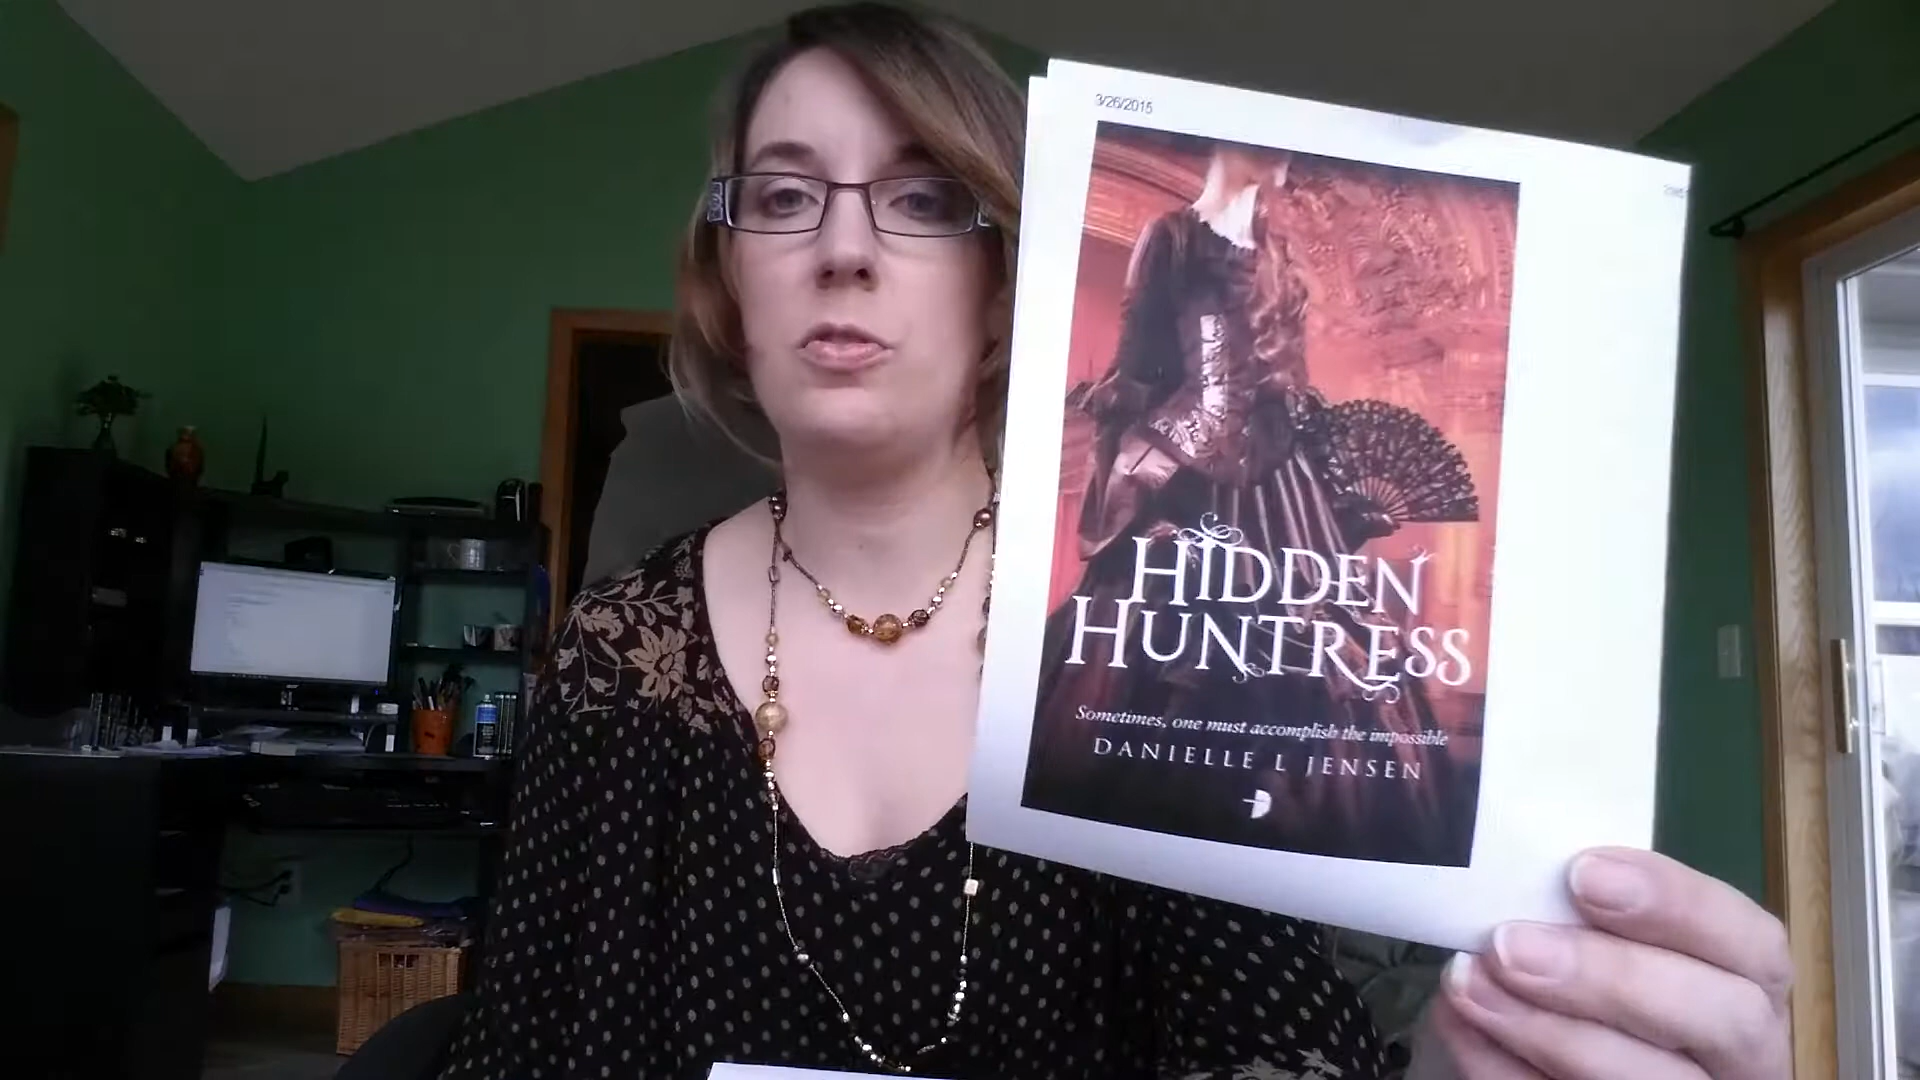 3/26/2015
HIDDEN
HUNTRESS
Sometimes, one must accomplish the impossible
DANIELLE L JENSEN